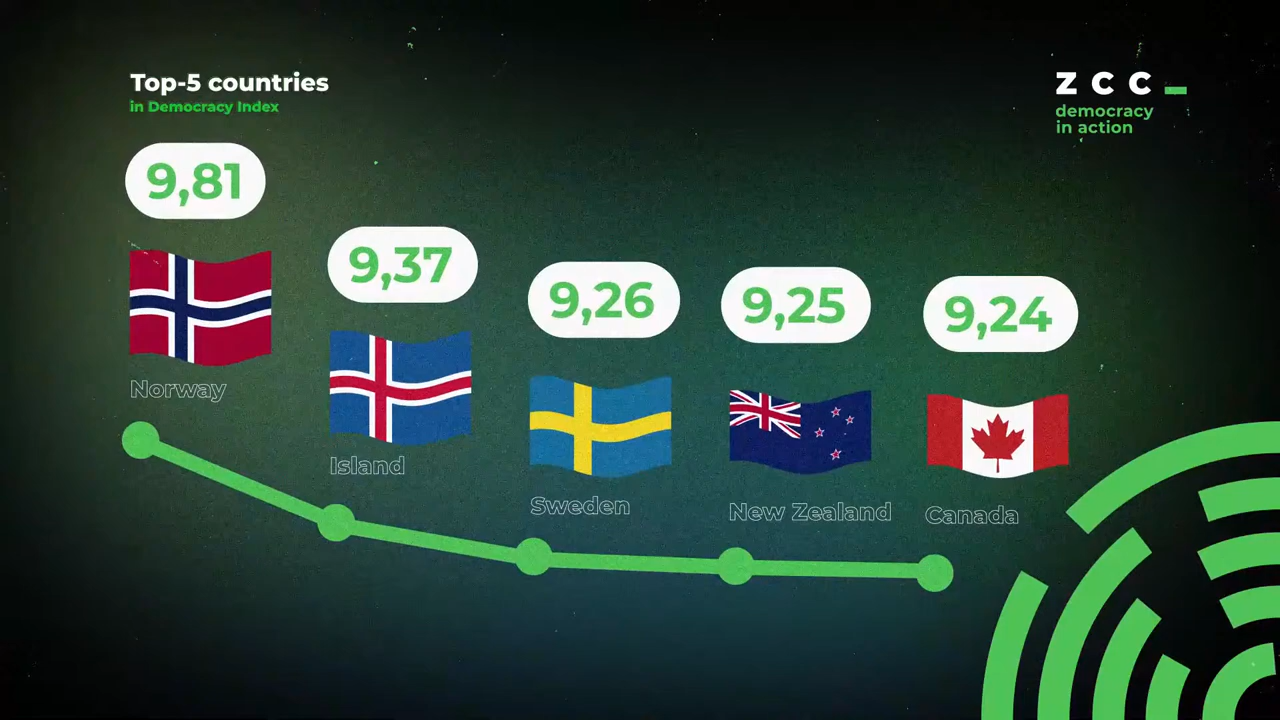 Top-5 countries
in Democracy Index
z c c _
democracy
in action
9,81
Norway
9,37
Island
9,26
Sweden
9,25
New Zealand
9,24
Canada